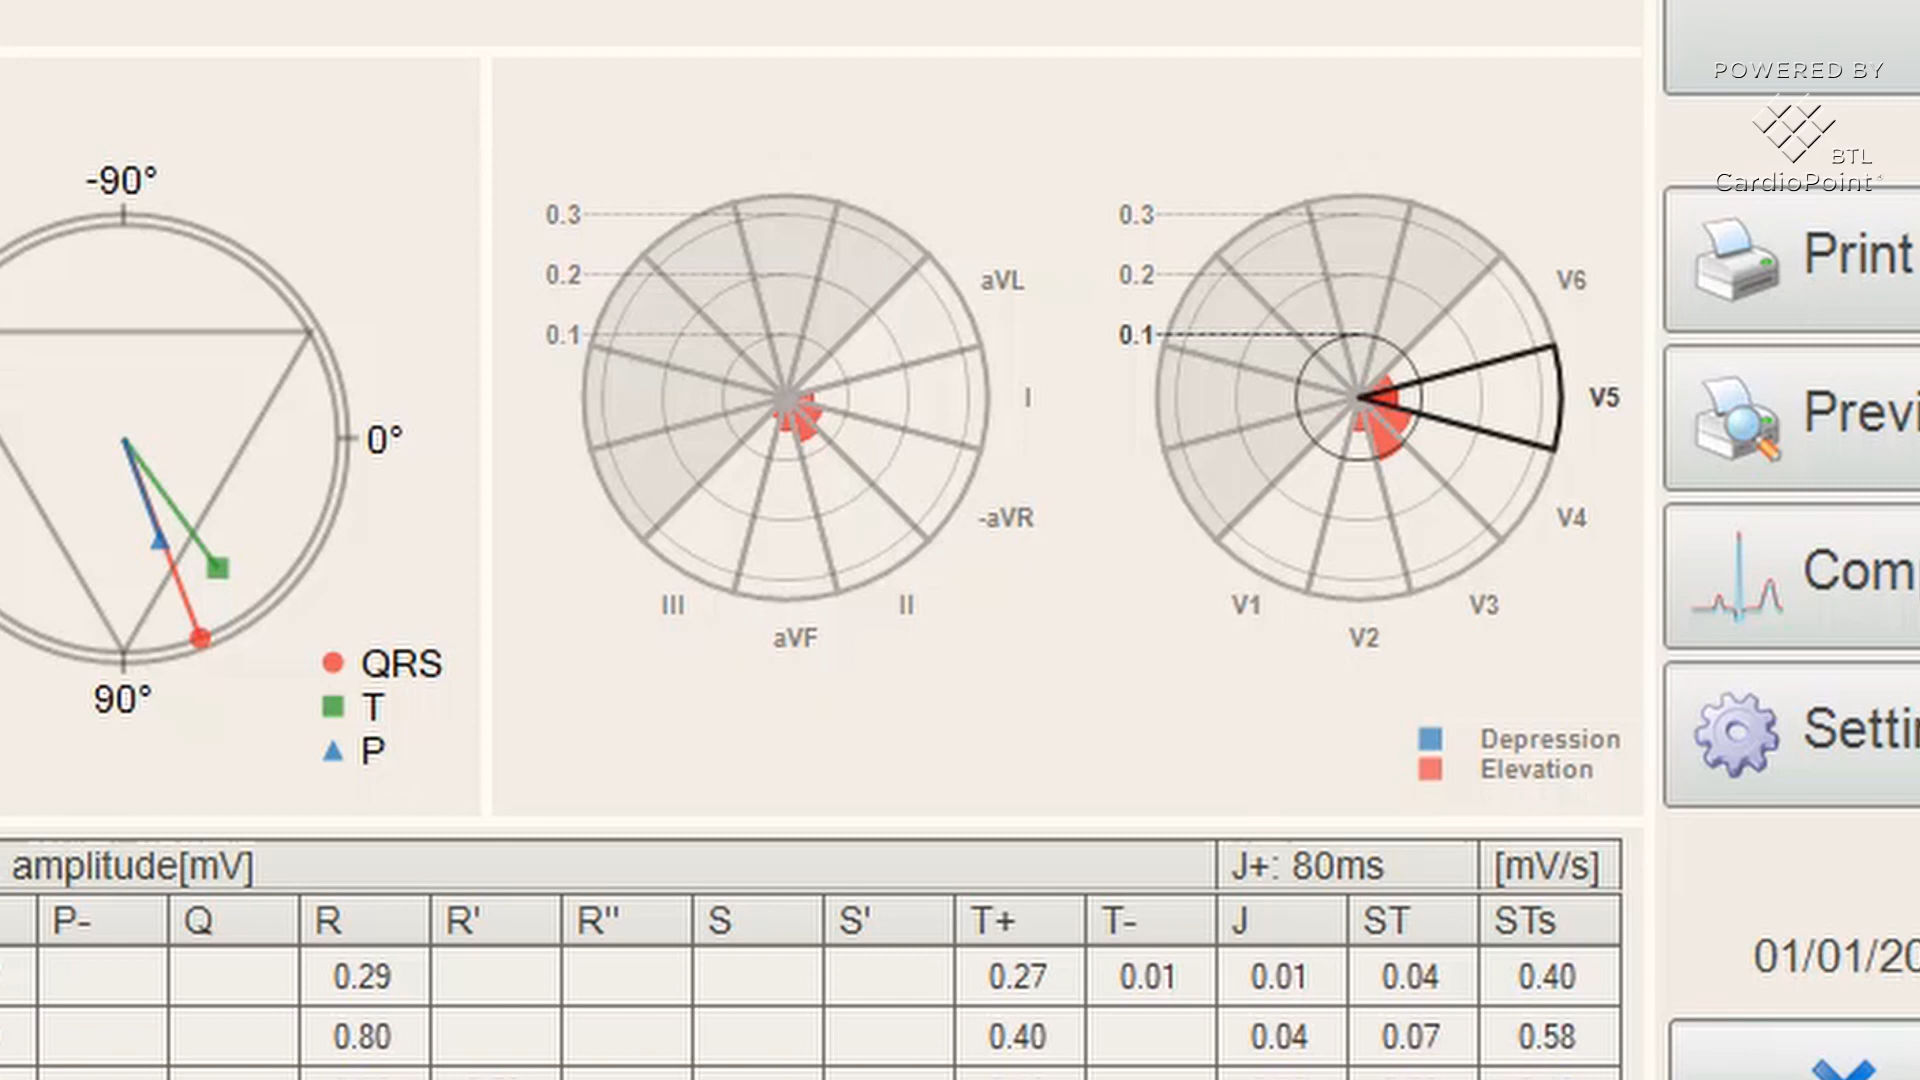 POWERED BY
BTL
CardioPoint
-90°
0°
90°
QRS
T
P
0.3
0.2
0.1
aVL
I
-aVR
II
aVF
III
0.3
0.2
0.1
V6
V5
V4
V3
V2
V1
Depression
Elevation
Print
Previ
Com
Settin
01/01/20
amplitude[mV] J+: 80ms [mV/s]
P- Q R R' R" S S' T+ T- J ST STs
0.29 0.27 0.01 0.01 0.04 0.40
0.80 0.40 0.04 0.07 0.58